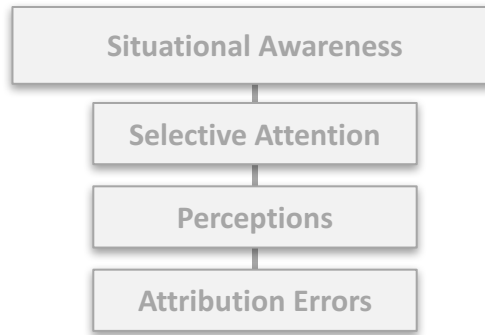 Situational Awareness
Selective Attention
Perceptions
Attribution Errors